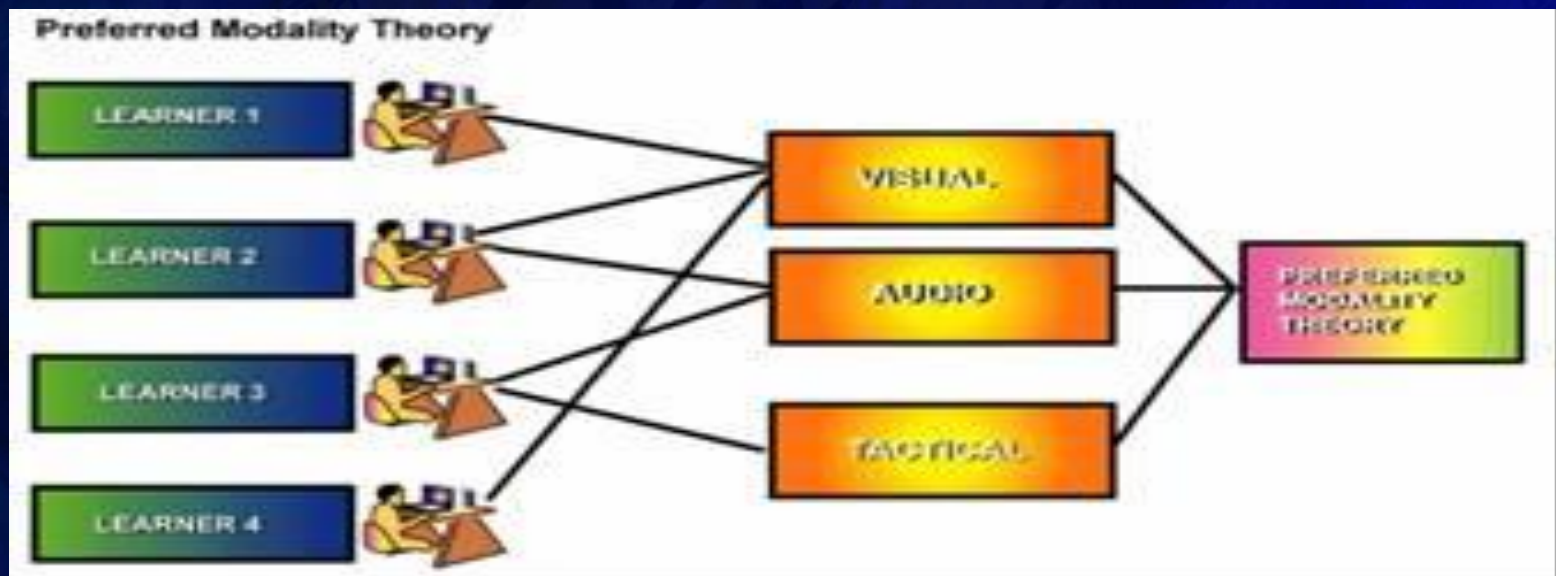 Preferred Modality Theory
LEARNER 1
LEARNER 2
LEARNER 3
LEARNER 4
VISUAL
AUDIO
TACTICAL
PREFERRED
MODALITY
THEORY